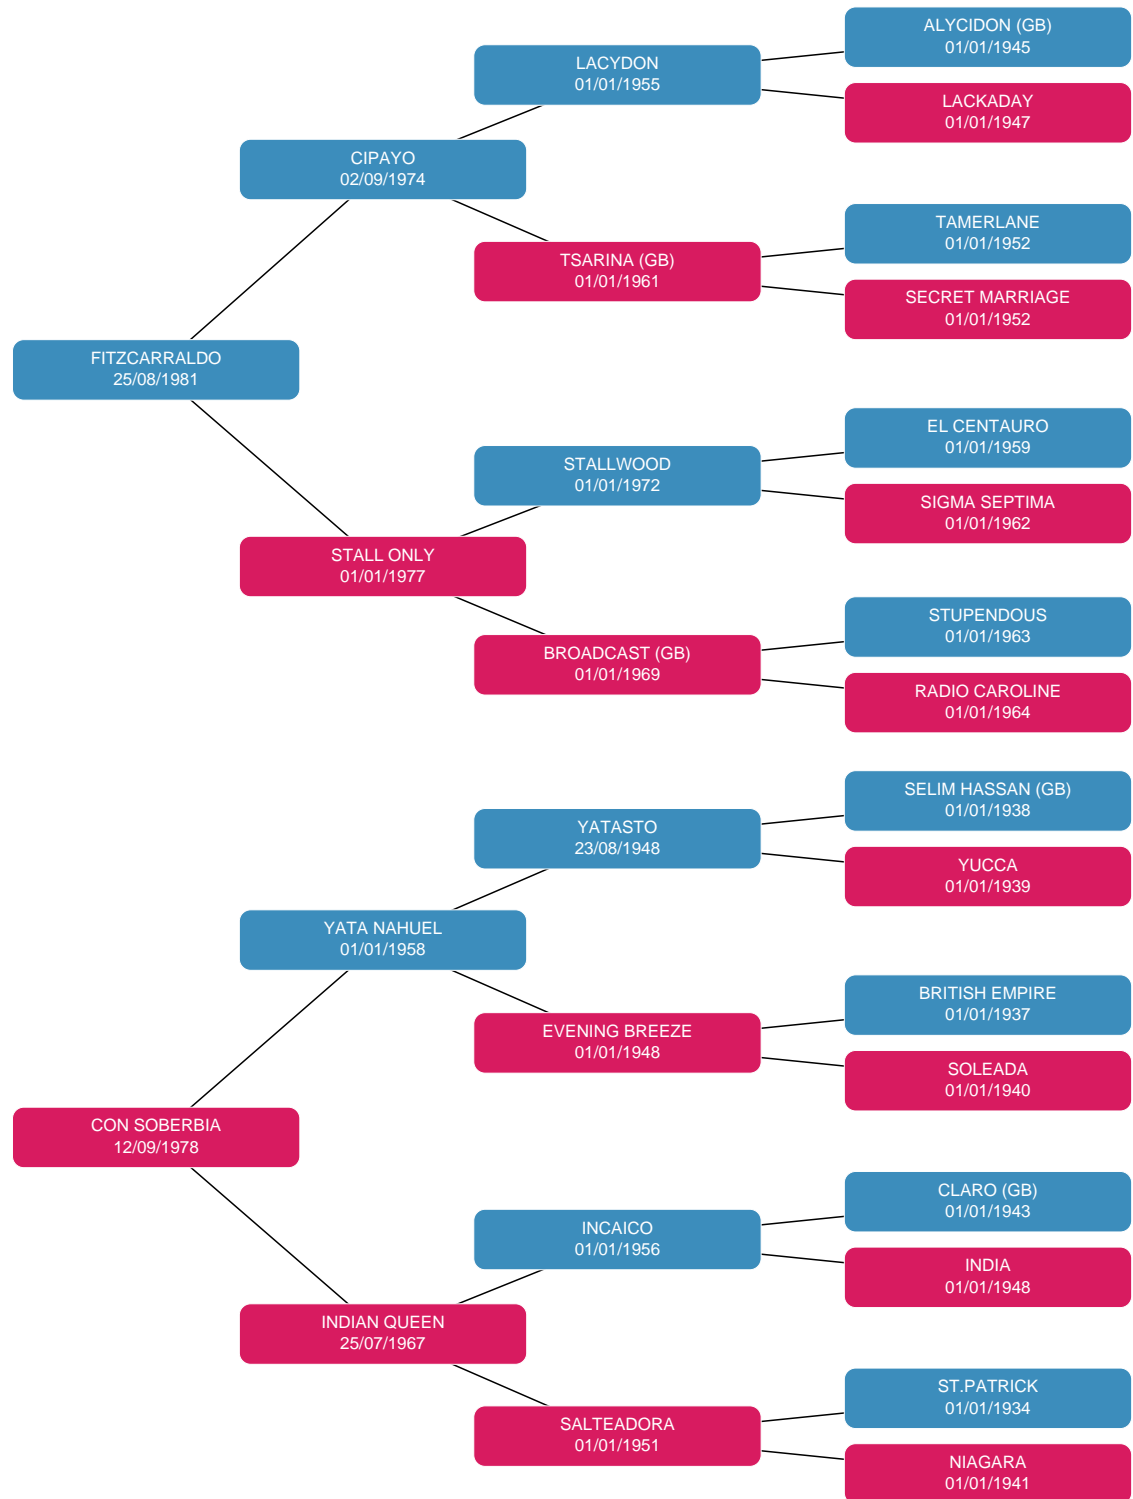 ALYCIDON (GB)
01/01/1945
LACYDON
01/01/1955
LACKADAY
01/01/1947
CIPAYO
02/09/1974
TAMERLANE
01/01/1952
TSARINA (GB)
01/01/1961
SECRET MARRIAGE
01/01/1952
FITZCARRALDO
25/08/1981
EL CENTAURO
01/01/1959
STALLWOOD
01/01/1972
SIGMA SEPTIMA
01/01/1962
STALL ONLY
01/01/1977
STUPENDOUS
01/01/1963
BROADCAST (GB)
01/01/1969
RADIO CAROLINE
01/01/1964
SELIM HASSAN (GB)
01/01/1938
YATASTO
23/08/1948
YUCCA
01/01/1939
YATA NAHUEL
01/01/1958
BRITISH EMPIRE
01/01/1937
EVENING BREEZE
01/01/1948
SOLEADA
01/01/1940
CON SOBERBIA
12/09/1978
CLARO (GB)
01/01/1943
INCAICO
01/01/1956
INDIA
01/01/1948
INDIAN QUEEN
25/07/1967
ST.PATRICK
01/01/1934
SALTEADORA
01/01/1951
NIAGARA
01/01/1941